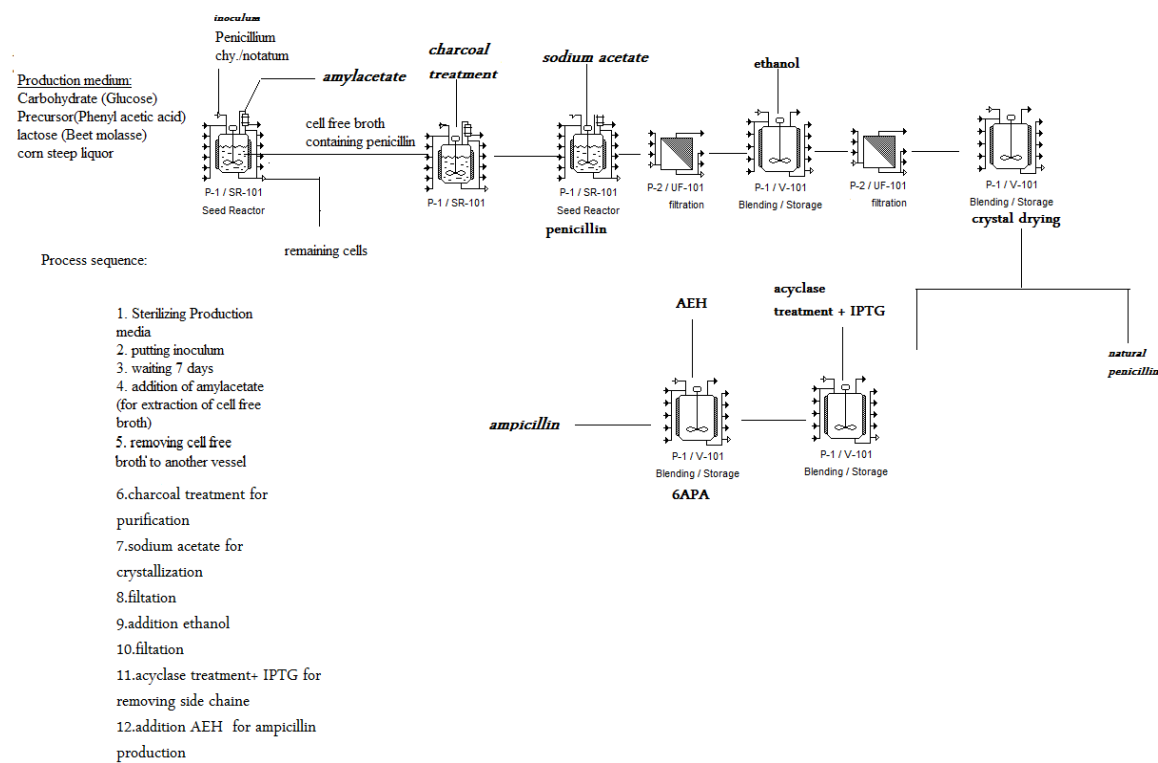 inoculum
Penicillium
chy./notatum
Production medium:
Carbohydrate (Glucose)
Precursor(Phenyl acetic acid)
lactose (Beet molasse)
corn steep liquor
amylacetate
charcoal
treatment
sodium acetate
ethanol
cell free broth
containing penicillin
P-1 / SR-101
Seed Reactor
P-1 / SR-101
P-1 / SR-101
Seed Reactor
penicillin
P-2 / UF-101
filtration
P-1 / V-101
Blending / Storage
P-2 / UF-101
filtration
P-1 / V-101
Blending / Storage
crystal drying
remaining cells
natural
penicillin
AEH
acyclase
treatment + IPTG
ampicillin
P-1 / V-101
Blending / Storage
6APA
P-1 / V-101
Blending / Storage
Process sequence:
1. Sterilizing Production
media
2. putting inoculum
3. waiting 7 days
4. addition of amylacetate
(for extraction of cell free
broth)
5. removing cell free
broth to another vessel
6.charcoal treatment for
purification
7.sodium acetate for
crystallization
8.filtation
9.addition ethanol
10.filtation
11.acyclase treatment+ IPTG for
removing side chaine
12.addition AEH for ampicillin
production